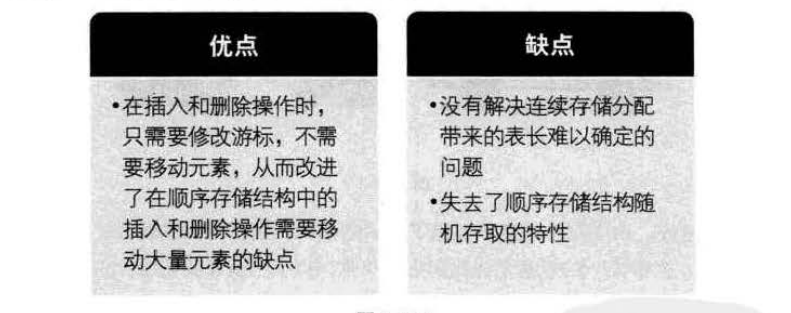 优点
•在插入和删除操作时，
只需要修改游标，不需
要移动元素，从而改进
了在顺序存储结构中的
插入和删除操作需要移
动大量元素的缺点
缺点
•没有解决连续存储分配
带来的表长难以确定的
问题
•失去了顺序存储结构随
机存取的特性